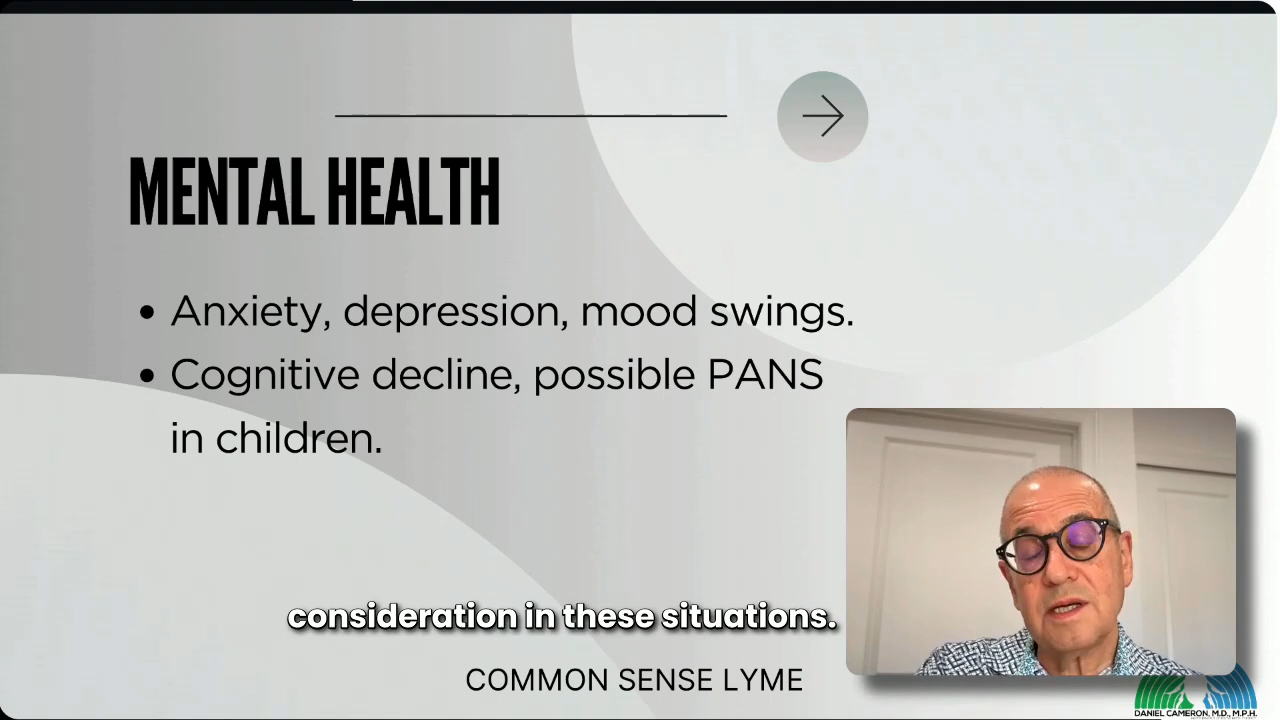 MENTAL HEALTH
• Anxiety, depression, mood swings.
• Cognitive decline, possible PANS
in children.
consideration in these situations.
COMMON SENSE LYME
DANIEL CAMERON, M.D., M.P.H.